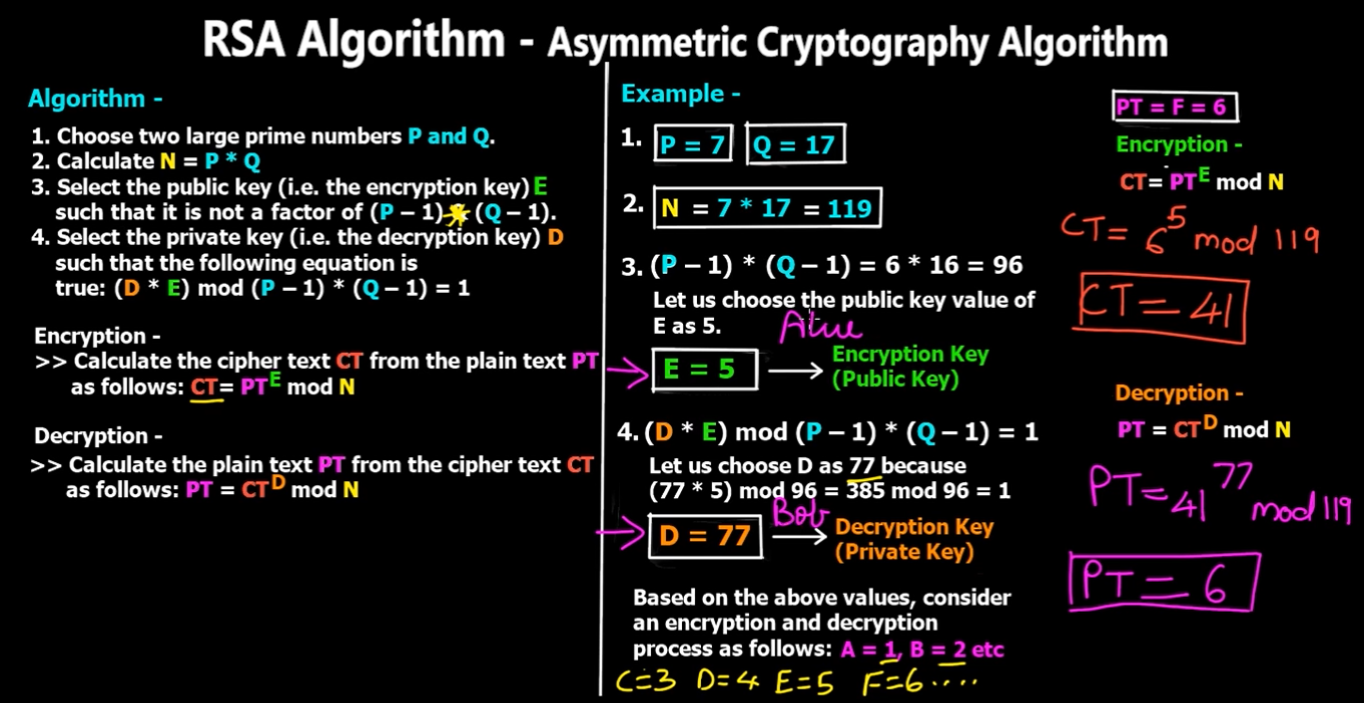 RSA Algorithm - Asymmetric Cryptography Algorithm
Algorithm -
1. Choose two large prime numbers P and Q.
2. Calculate N = P * Q
3. Select the public key (i.e. the encryption key) E
such that it is not a factor of (P – 1) * (Q – 1).
4. Select the private key (i.e. the decryption key) D
such that the following equation is
true: (D * E) mod (P – 1) * (Q – 1) = 1
Encryption -
>> Calculate the cipher text CT from the plain text PT
as follows: CT= PT^E mod N
Decryption -
>> Calculate the plain text PT from the cipher text CT
as follows: PT = CT^D mod N
Example -
1. P = 7 Q = 17
2. N = 7 * 17 = 119
3. (P – 1) * (Q – 1) = 6 * 16 = 96
Let us choose the public key value of
E as 5.
E = 5
Encryption Key
(Public Key)
4. (D * E) mod (P – 1) * (Q – 1) = 1
Let us choose D as 77 because
(77 * 5) mod 96 = 385 mod 96 = 1
Bob
D = 77
Decryption Key
(Private Key)
Based on the above values, consider
an encryption and decryption
process as follows: A = 1, B = 2 etc
C=3 D=4 E=5 F=6 ....
PT = F = 6
Encryption -
CT= PT^E mod N
CT= 6^5 mod 119
CT= 41
Decryption -
PT = CT^D mod N
PT= 41^77 mod 119
PT= 6